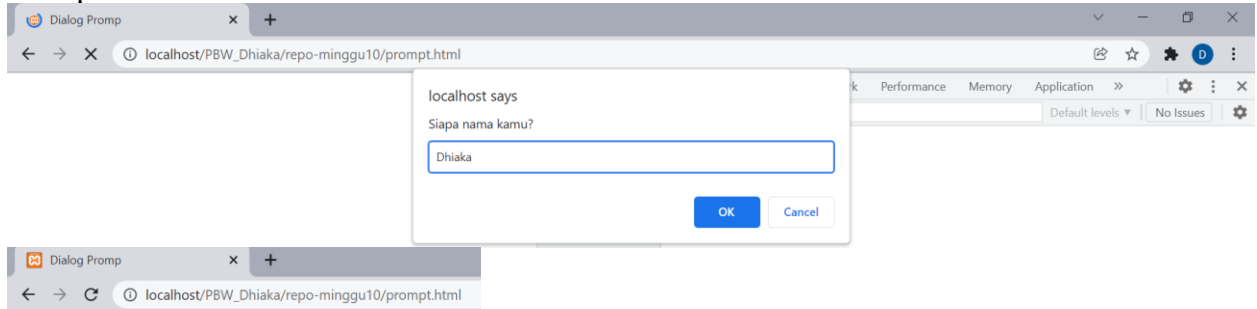 Dialog Promp
localhost/PBW_Dhiaka/repo-minggu10/prompt.html
D
Performance Memory Application
Default levels No Issues
localhost says
Siapa nama kamu?
Dhiaka
OK Cancel
Dialog Promp
localhost/PBW_Dhiaka/repo-minggu10/prompt.html